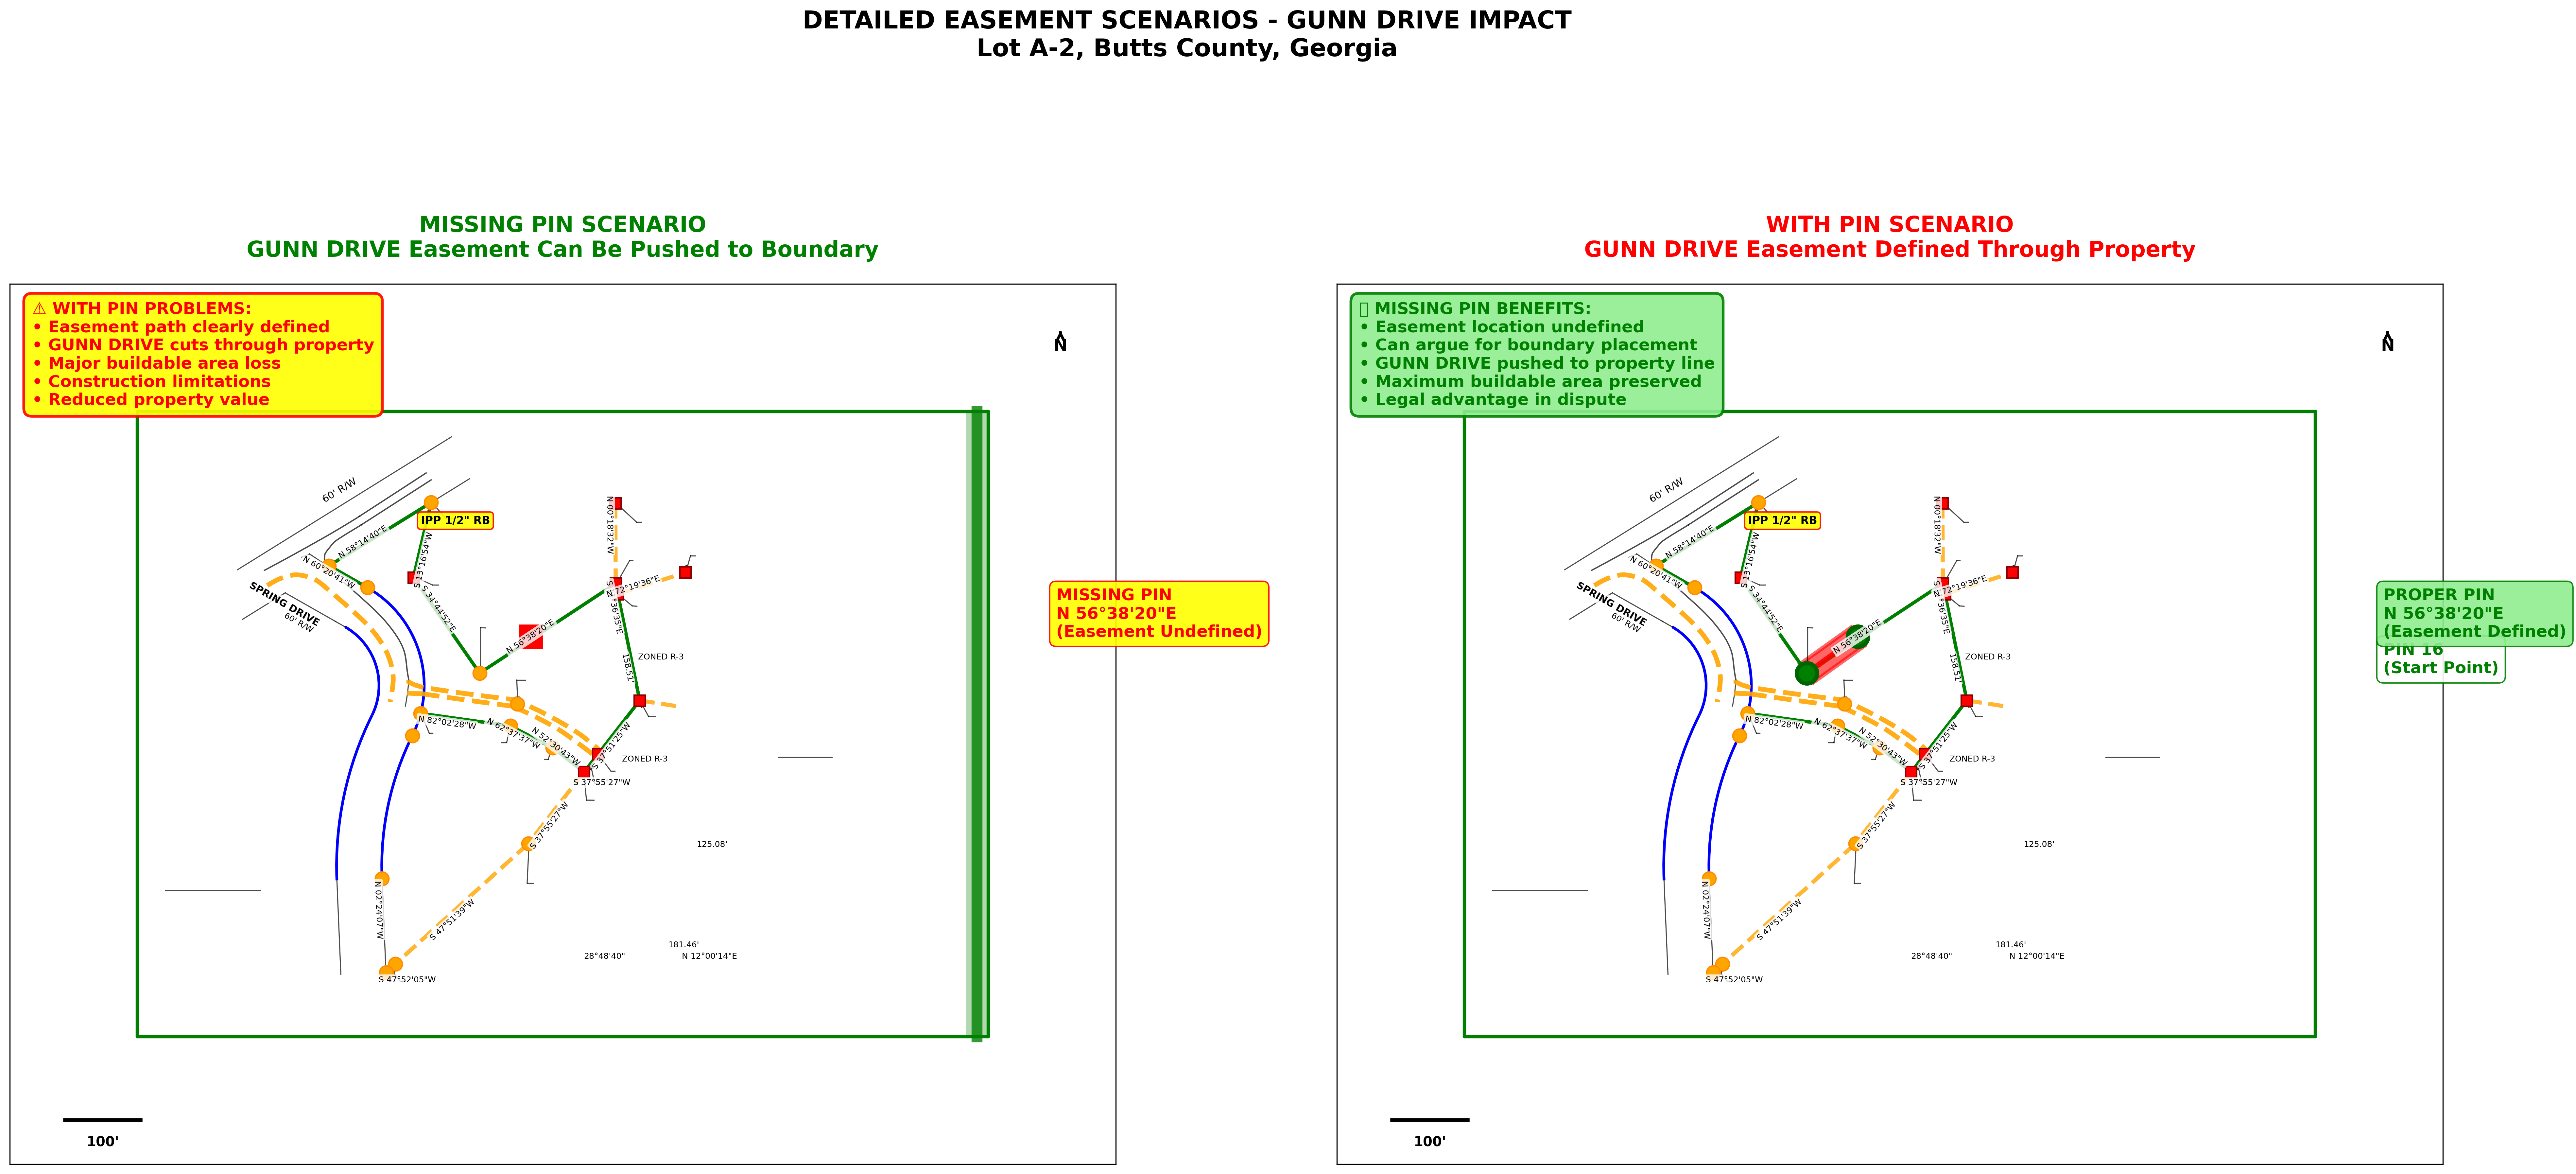 DETAILED EASEMENT SCENARIOS - GUNN DRIVE IMPACT
Lot A-2, Butts County, Georgia
MISSING PIN SCENARIO
GUNN DRIVE Easement Can Be Pushed to Boundary
⚠ WITH PIN PROBLEMS:
• Easement path clearly defined
• GUNN DRIVE cuts through property
• Major buildable area loss
• Construction limitations
• Reduced property value
N
60' R/W
IPP 1/2" RB
N 58°14'40"E
S 13°16'54"W
N 60°20'41"W
S 34°44'52"E
SPRING DRIVE
60' R/W
N 00°18'32"W
N 72°19'36"E
°36'35"E
N 56°38'20"E
158.51'
ZONED R-3
MISSING PIN
N 56°38'20"E
(Easement Undefined)
N 82°02'28"W
N 62°37'37"W
N 52°30'43"W
S 37°51'25"W
ZONED R-3
S 37°55'27"W
S 37°55'27"W
125.08'
N 02°24'07"W
S 47°51'39"W
181.46'
28°48'40"
N 12°00'14"E
S 47°52'05"W
100'
WITH PIN SCENARIO
GUNN DRIVE Easement Defined Through Property
MISSING PIN BENEFITS:
• Easement location undefined
• Can argue for boundary placement
• GUNN DRIVE pushed to property line
• Maximum buildable area preserved
• Legal advantage in dispute
N
60' R/W
IPP 1/2" RB
N 58°14'40"E
S 13°16'54"W
N 60°20'41"W
S 34°44'52"E
SPRING DRIVE
60' R/W
N 00°18'32"W
N 72°19'36"E
°36'35"E
N 56°38'20"E
158.51'
ZONED R-3
PROPER PIN
N 56°38'20"E
(Easement Defined)
PIN 16
(Start Point)
N 82°02'28"W
N 62°37'37"W
N 52°30'43"W
S 37°51'25"W
ZONED R-3
S 37°55'27"W
S 37°55'27"W
125.08'
N 02°24'07"W
S 47°51'39"W
181.46'
28°48'40"
N 12°00'14"E
S 47°52'05"W
100'